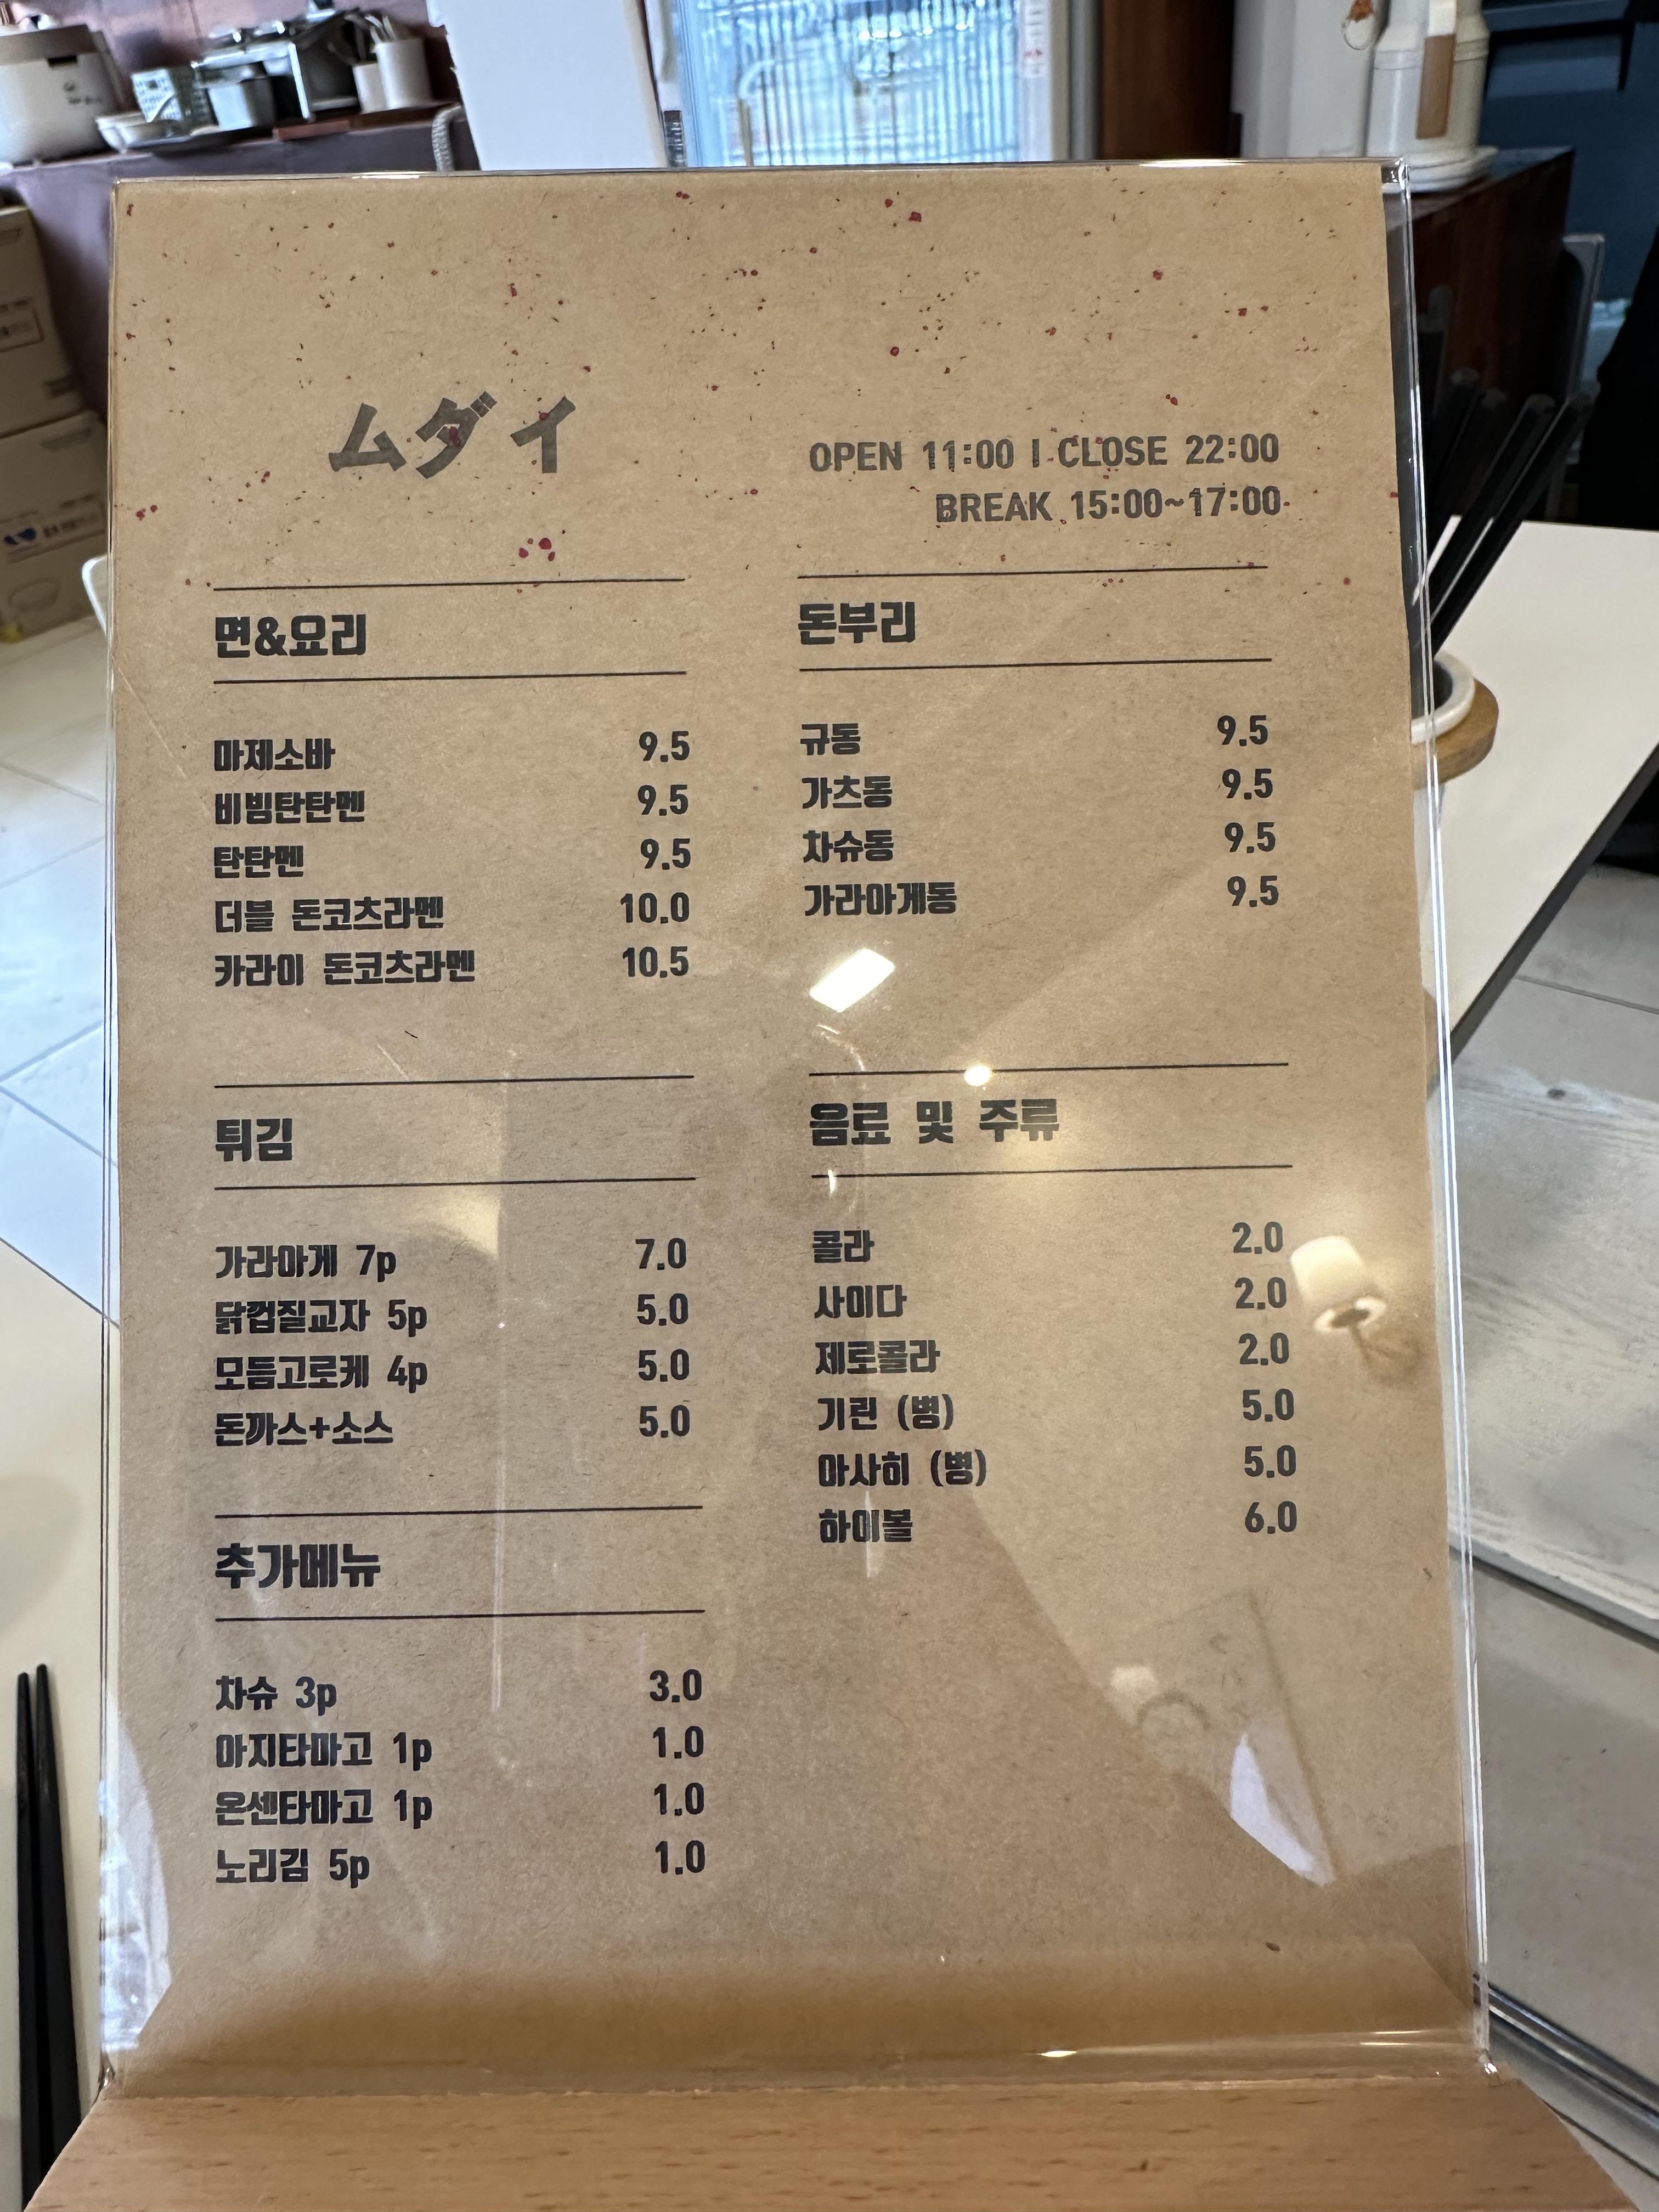 ムダイ
OPEN 11:00 I CLOSE 22:00
BREAK 15:00~17:00
면&요리
마제소바 9.5
비빔탄탄멘 9.5
탄탄멘 9.5
더블 돈코츠라멘 10.0
카라이 돈코츠라멘 10.5
돈부리
규동 9.5
가츠동 9.5
차슈동 9.5
가라아게동 9.5
튀김
가라아게 7p 7.0
닭껍질교자 5p 5.0
모듬고로케 4p 5.0
돈까스+소스 5.0
음료 및 주류
콜라 2.0
사이다 2.0
제로콜라 2.0
기린 (병) 5.0
아사히 (병) 5.0
하이볼 6.0
추가메뉴
차슈 3p 3.0
아지타마고 1p 1.0
온센타마고 1p 1.0
노리김 5p 1.0